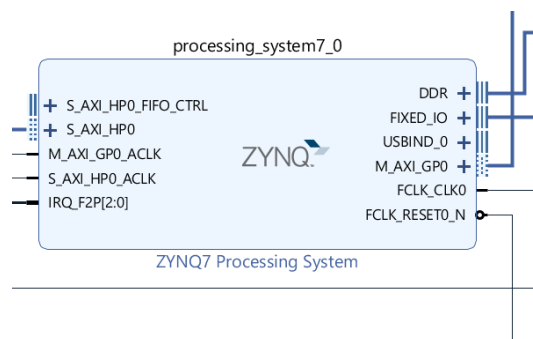 processing_system7_0
S_AXI_HP0_FIFO_CTRL
S_AXI_HP0
M_AXI_GP0_ACLK
S_AXI_HP0_ACLK
IRQ_F2P[2:0]
ZYNQ
DDR
FIXED_IO
USBIND_0
M_AXI_GP0
FCLK_CLK0
FCLK_RESET0_N
ZYNQ7 Processing System